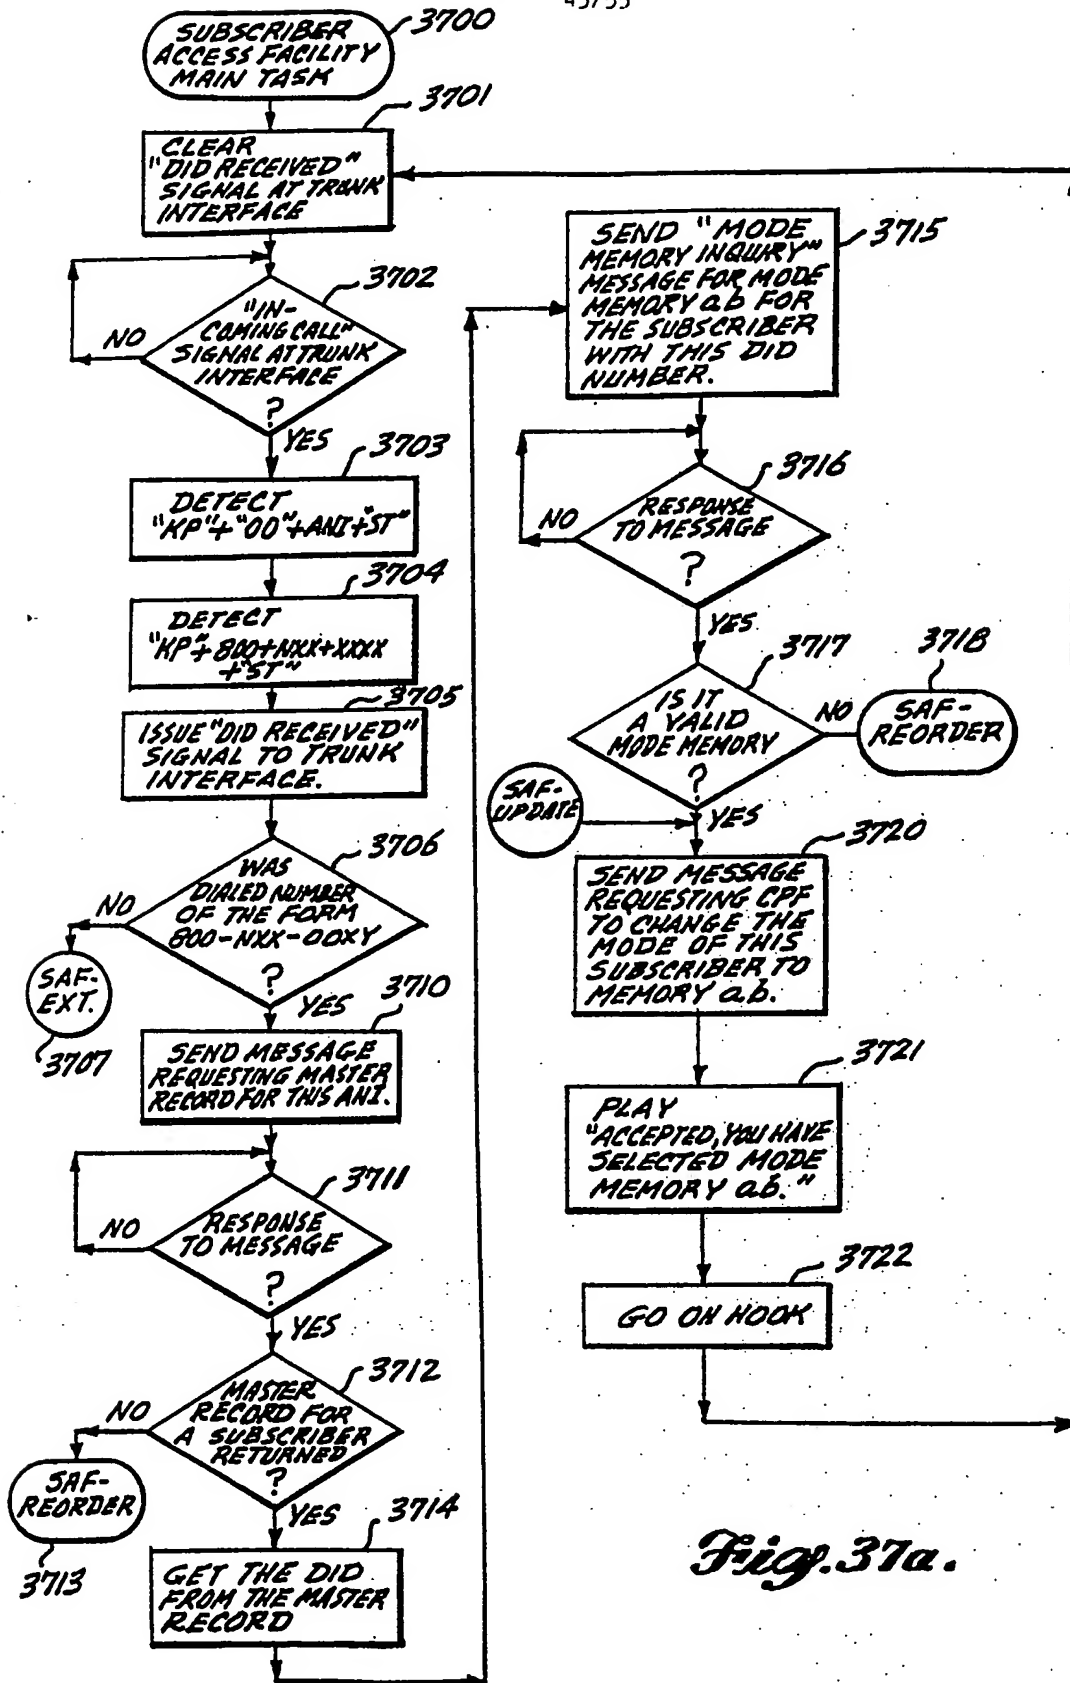 45/55
SUBSCRIBER
ACCESS FACILITY
MAIN TASK
3700
3701
CLEAR
"DID RECEIVED"
SIGNAL AT TRUNK
INTERFACE
3702
"IN-
COMING CALL"
SIGNAL AT TRUNK
INTERFACE
?
NO
YES
3703
DETECT
"KP"+"00"+ANI+"ST"
3704
DETECT
"KP"+800+NXX+XXXX
+"ST"
3705
ISSUE "DID RECEIVED"
SIGNAL TO TRUNK
INTERFACE.
3706
WAS
DIALED NUMBER
OF THE FORM
800-NXX-00XY
?
NO
SAF-
EXT.
3707
YES
3710
SEND MESSAGE
REQUESTING MASTER
RECORD FOR THIS ANI.
3711
RESPONSE
TO MESSAGE
?
NO
YES
3712
MASTER
RECORD FOR
A SUBSCRIBER
RETURNED
?
NO
SAF-
REORDER
3713
YES
3714
GET THE DID
FROM THE MASTER
RECORD
SEND "MODE
MEMORY INQUIRY"
MESSAGE FOR MODE
MEMORY ab FOR
THE SUBSCRIBER
WITH THIS DID
NUMBER.
3715
3716
RESPONSE
TO MESSAGE
?
NO
YES
3717
IS IT
A VALID
MODE MEMORY
?
NO
3718
SAF-
REORDER
SAF-
UPDATE
YES
3720
SEND MESSAGE
REQUESTING CPF
TO CHANGE THE
MODE OF THIS
SUBSCRIBER TO
MEMORY ab.
3721
PLAY
"ACCEPTED, YOU HAVE
SELECTED MODE
MEMORY ab."
3722
GO ON HOOK
Fig. 37a.